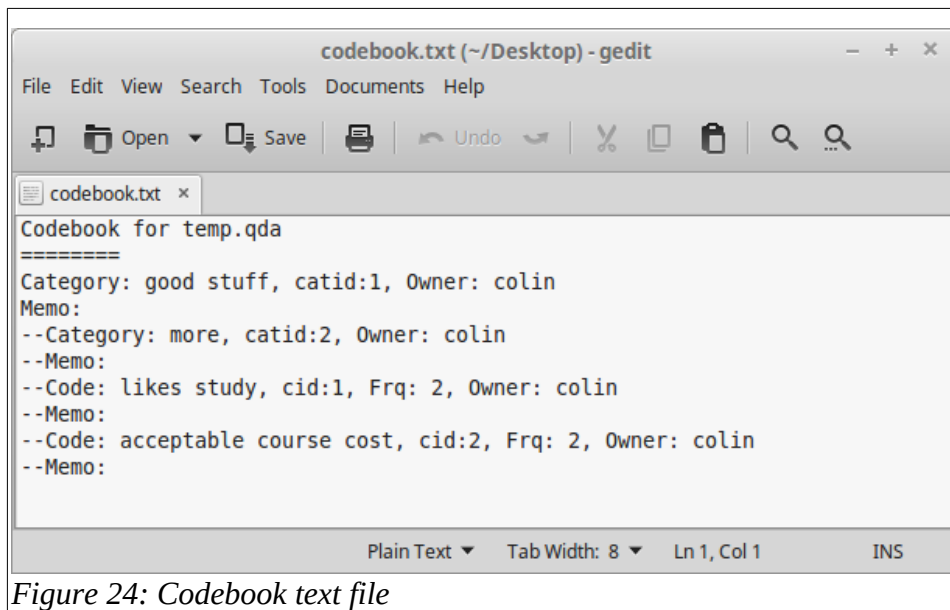 codebook.txt (~/Desktop) - gedit
File Edit View Search Tools Documents Help
Open Save Undo
codebook.txt
Codebook for temp.qda
========
Category: good stuff, catid:1, Owner: colin
Memo:
--Category: more, catid:2, Owner: colin
--Memo:
--Code: likes study, cid:1, Frq: 2, Owner: colin
--Memo:
--Code: acceptable course cost, cid:2, Frq: 2, Owner: colin
--Memo:
Plain Text Tab Width: 8 Ln 1, Col 1 INS
Figure 24: Codebook text file